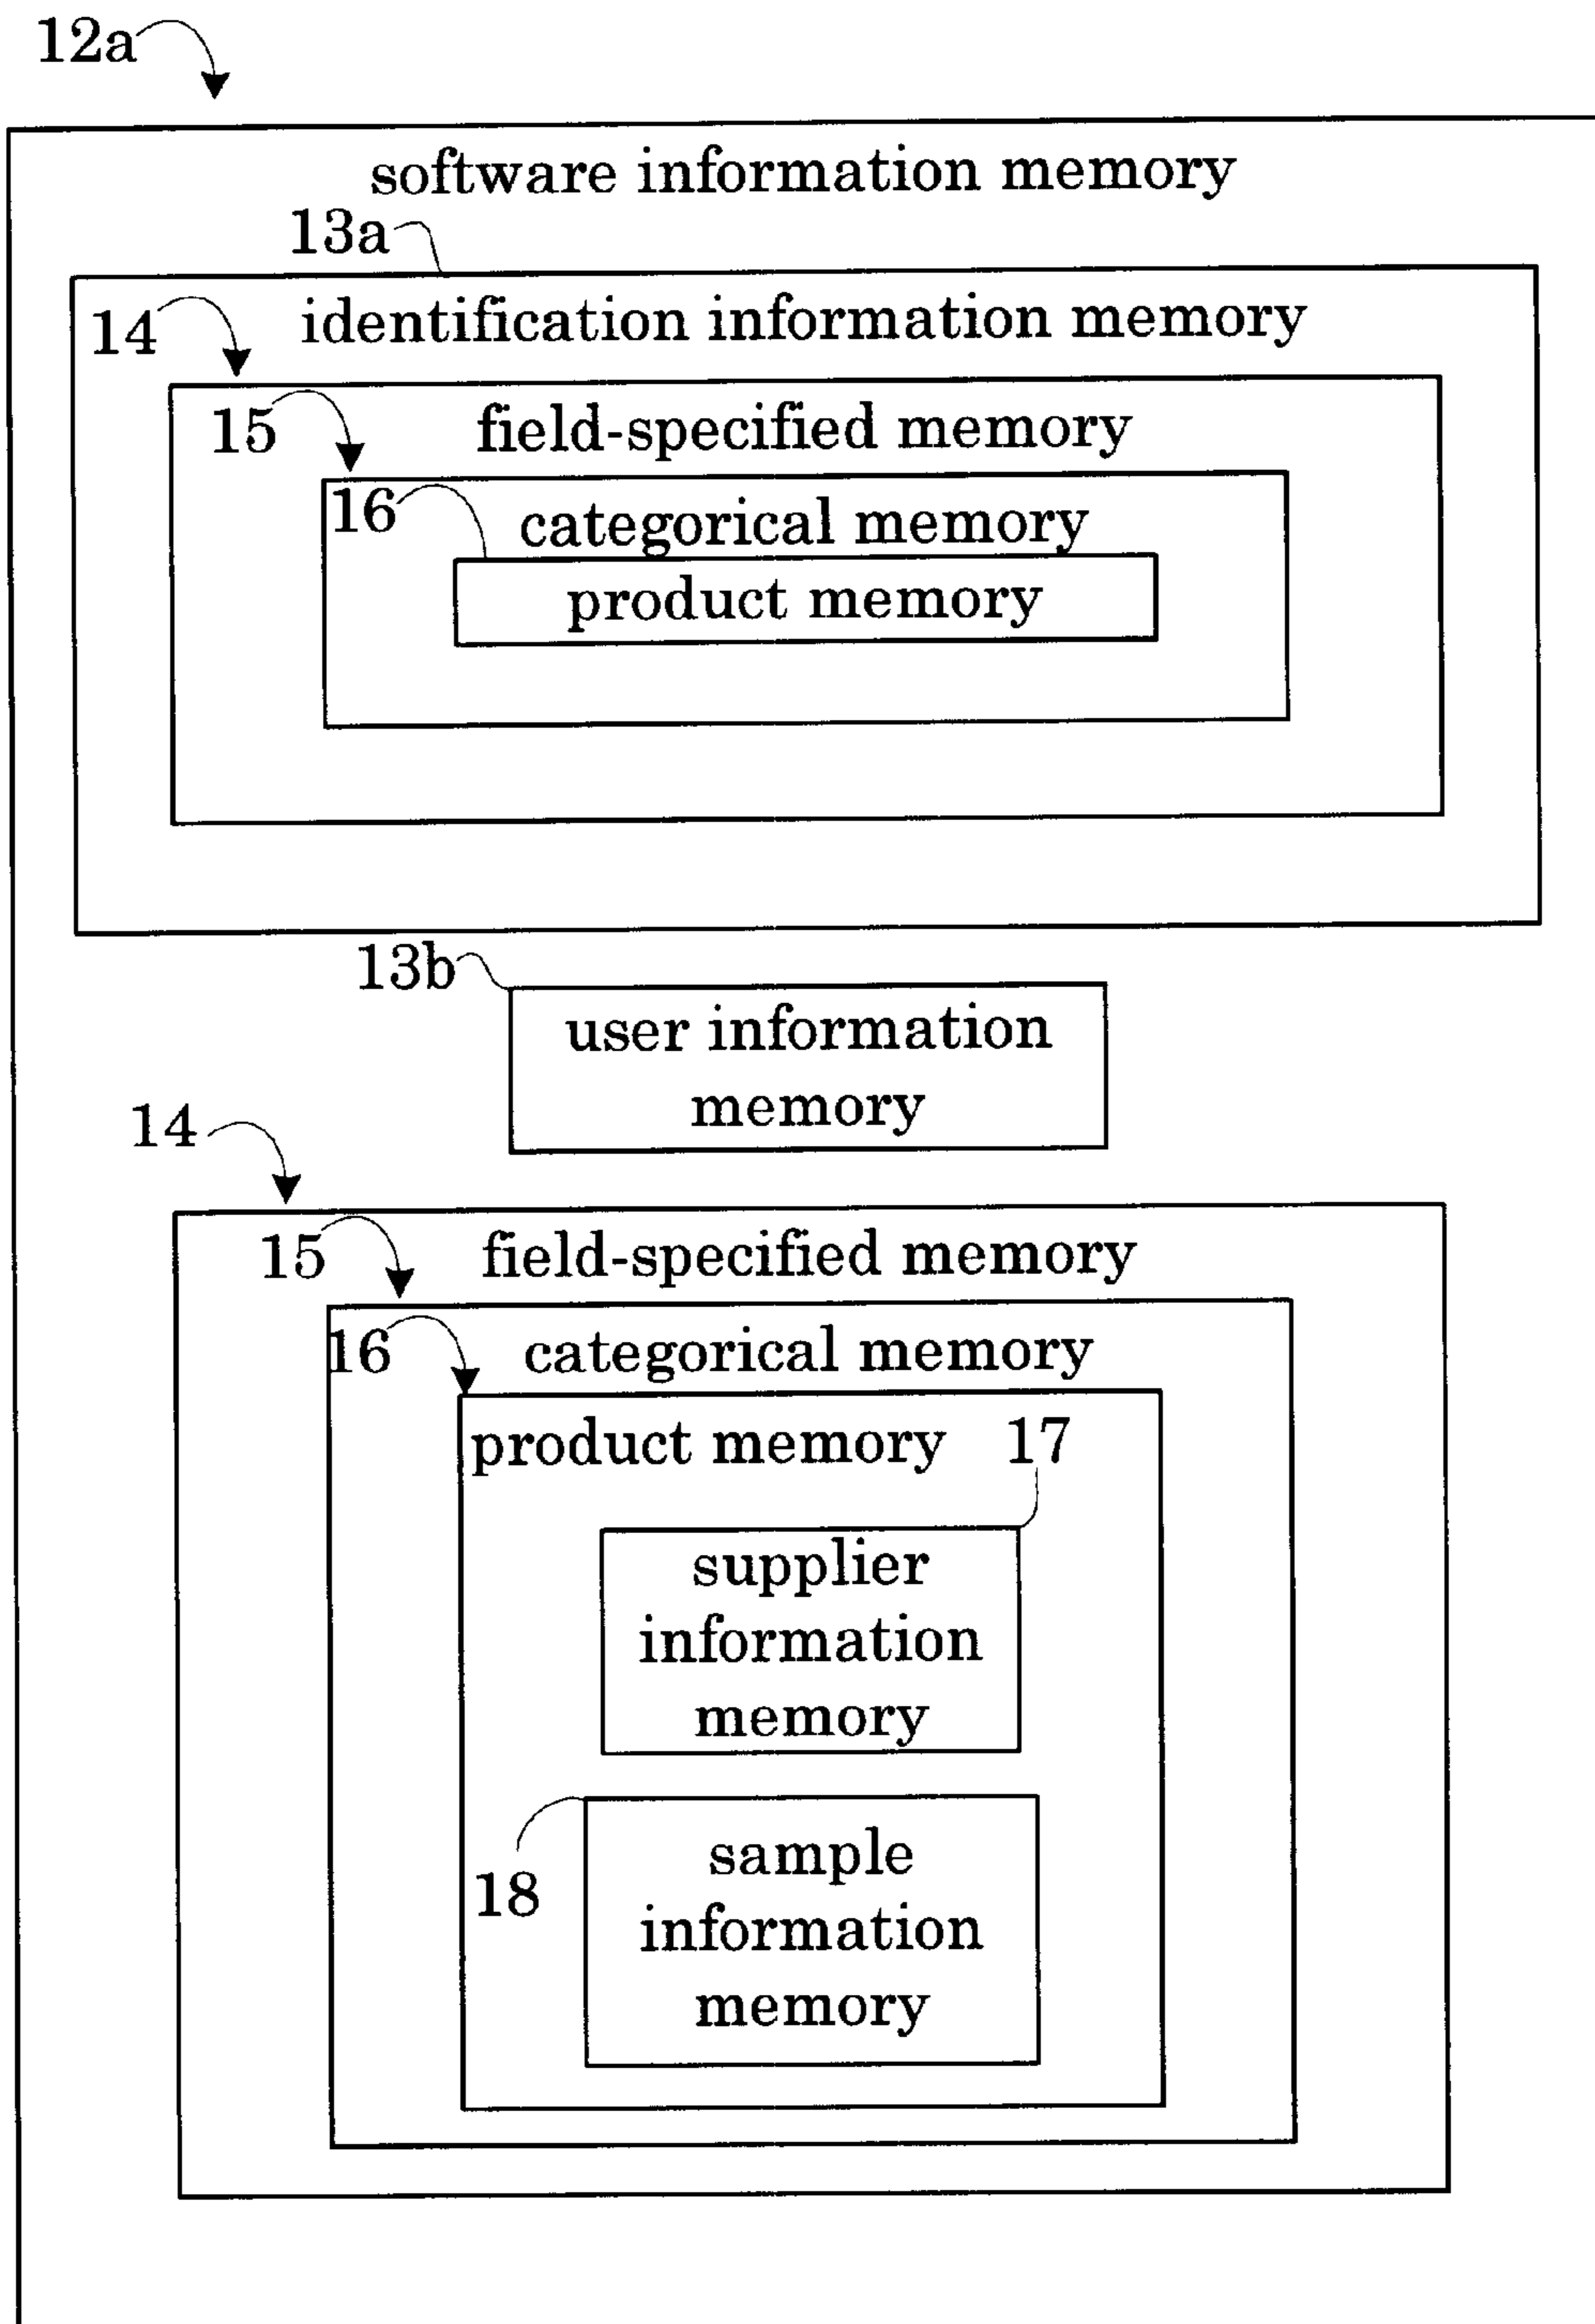 12a
software information memory
13a
14
identification information memory
15
field-specified memory
16
categorical memory
product memory
13b
user information
memory
14
15
field-specified memory
16
categorical memory
product memory
17
supplier
information
memory
18
sample
information
memory